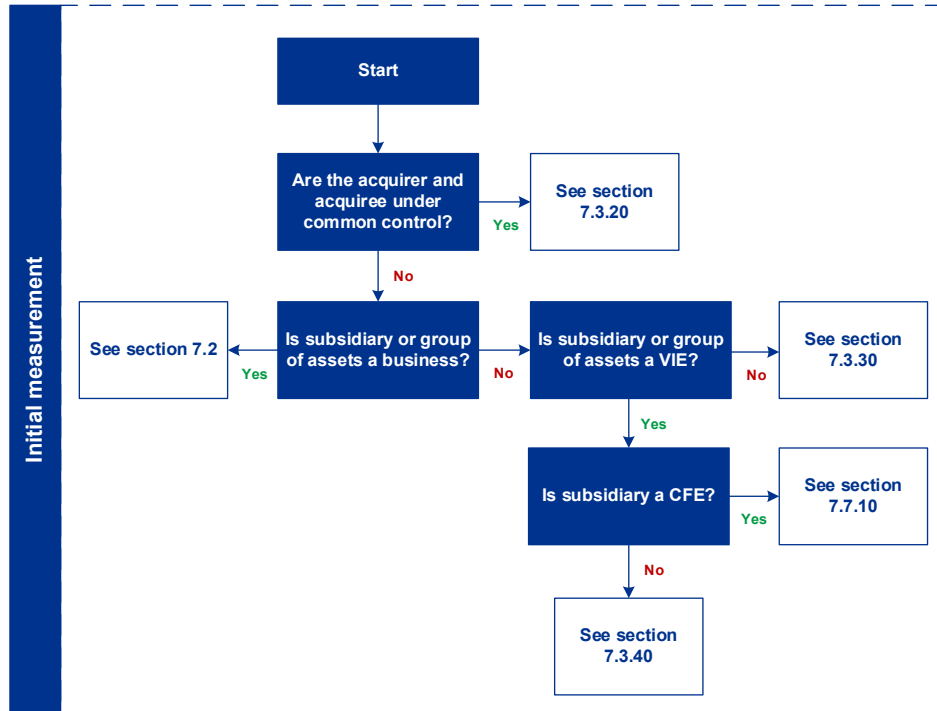 Initial measurement
Start
Are the acquirer and
acquiree under
common control?
Yes
See section
7.3.20
No
See section 7.2
Yes
Is subsidiary or group
of assets a business?
No
Is subsidiary or group
of assets a VIE?
No
See section
7.3.30
Yes
Is subsidiary a CFE?
Yes
See section
7.7.10
No
See section
7.3.40